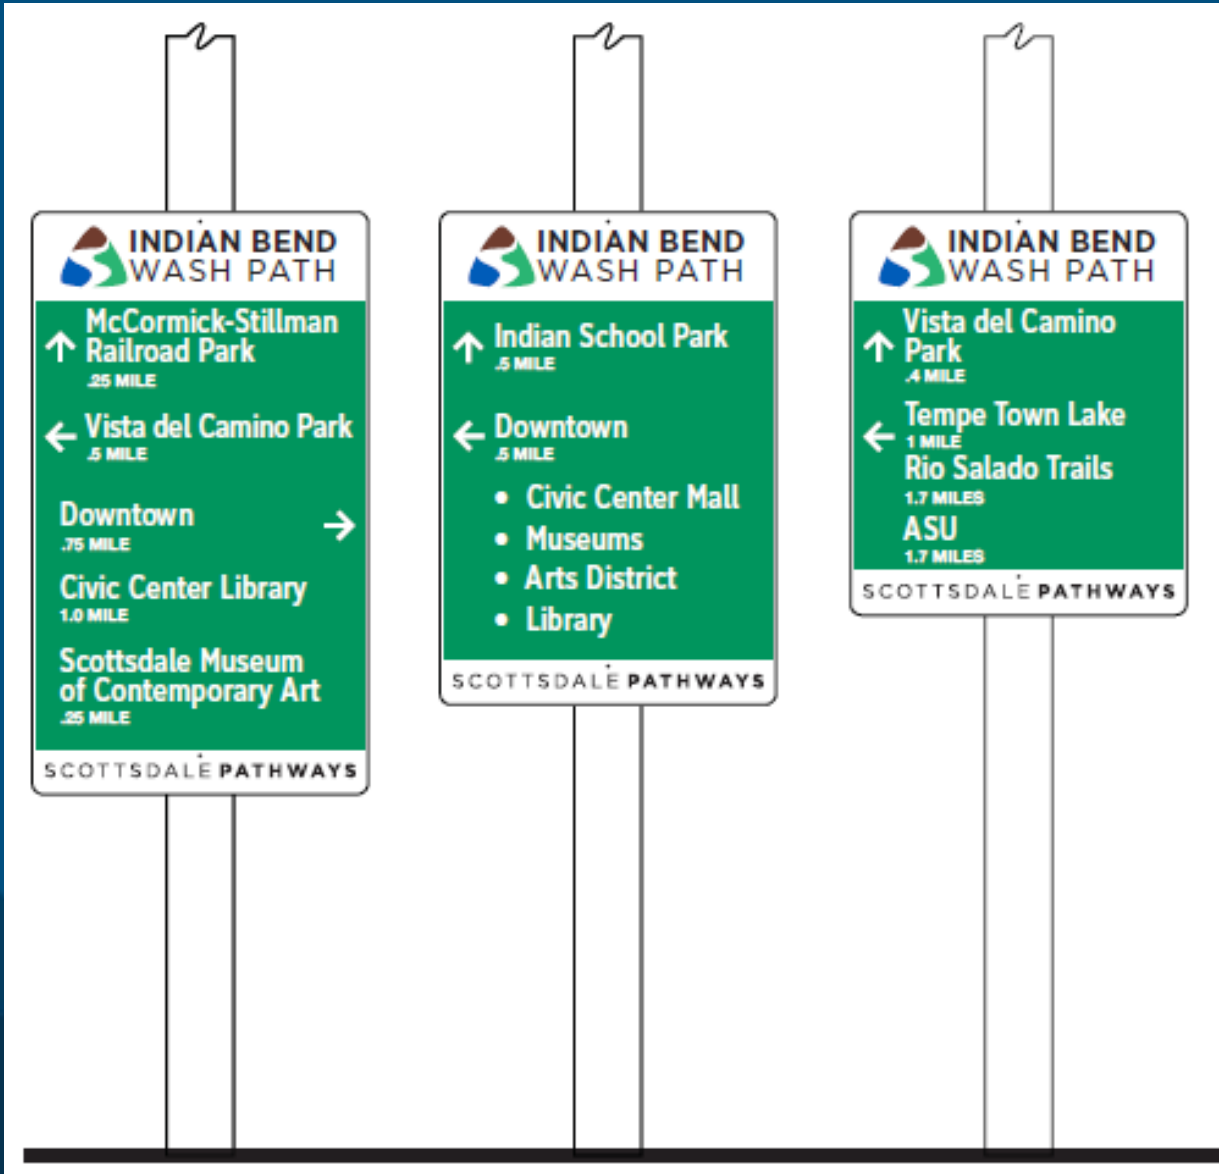 INDIAN BEND
WASH PATH
McCormick-Stillman
Railroad Park
.25 MILE
Vista del Camino Park
.5 MILE
Downtown
.75 MILE
Civic Center Library
1.0 MILE
Scottsdale Museum
of Contemporary Art
.25 MILE
SCOTTSDALE PATHWAYS
INDIAN BEND
WASH PATH
Indian School Park
.5 MILE
Downtown
.5 MILE
• Civic Center Mall
• Museums
• Arts District
• Library
SCOTTSDALE PATHWAYS
INDIAN BEND
WASH PATH
Vista del Camino
Park
.4 MILE
Tempe Town Lake
1 MILE
Rio Salado Trails
1.7 MILES
ASU
1.7 MILES
SCOTTSDALE PATHWAYS